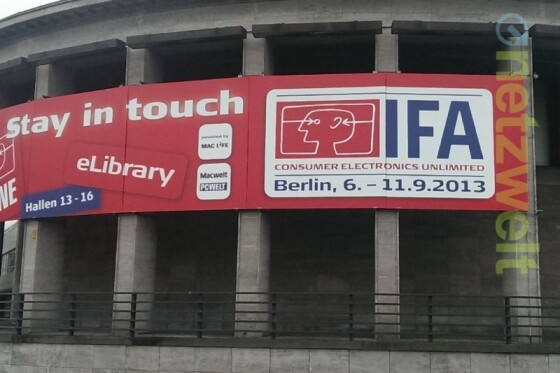 Stay in touch
eLibrary
Hallen 13 - 16
presented by
MAC LIFE
Macwelt
PCWELT
NE
IFA
CONSUMER ELECTRONICS UNLIMITED
Berlin, 6. – 11.9.2013
netzwelt